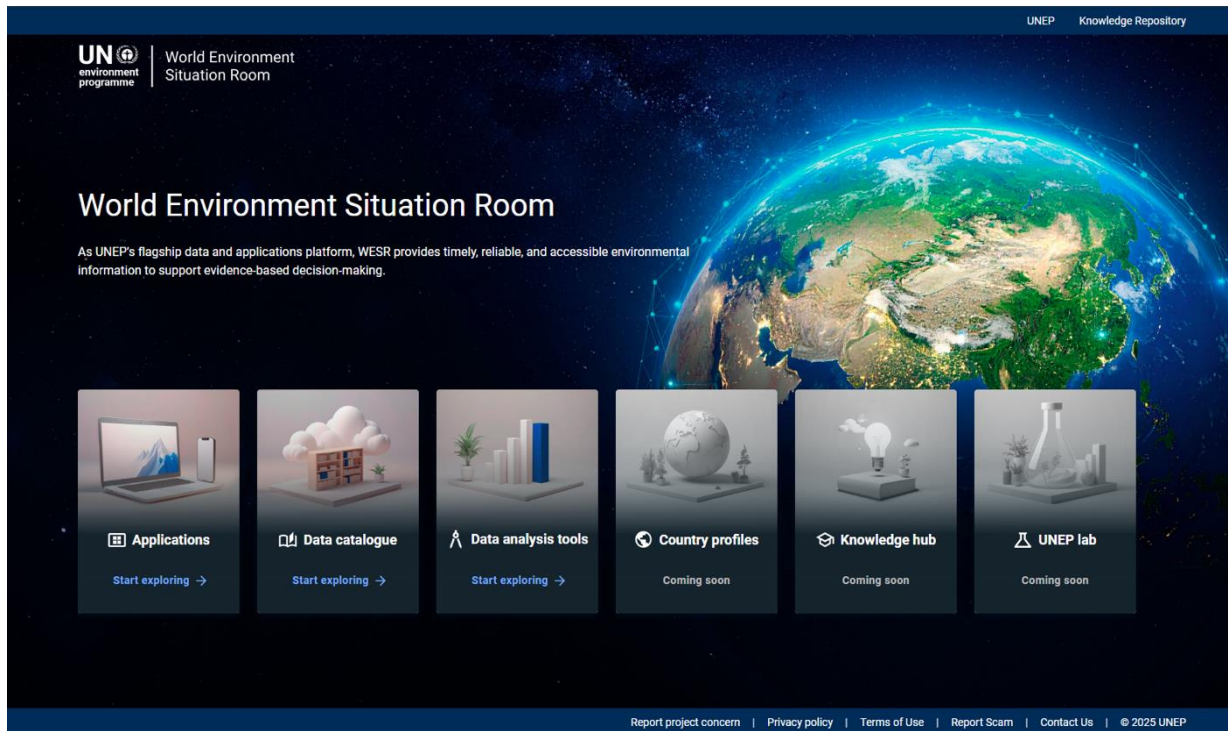 UNEP Knowledge Repository
UN
environment
programme
World Environment
Situation Room
World Environment Situation Room
As UNEP's flagship data and applications platform, WESR provides timely, reliable, and accessible environmental
information to support evidence-based decision-making.
Applications
Start exploring →
Data catalogue
Start exploring →
Data analysis tools
Start exploring →
Country profiles
Coming soon
Knowledge hub
Coming soon
UNEP lab
Coming soon
Report project concern | Privacy policy | Terms of Use | Report Scam | Contact Us | © 2025 UNEP